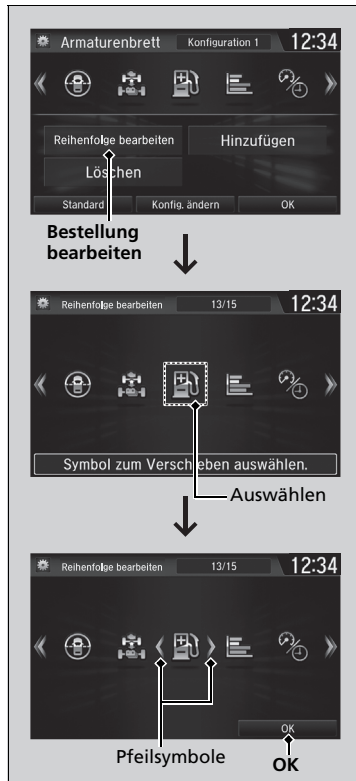 Armaturenbrett Konfiguration 1 12:34
Reihenfolge bearbeiten Hinzufügen
Löschen
Standard Konfig. ändern OK
Bestellung
bearbeiten
Reihenfolge bearbeiten 13/15 12:34
Symbol zum Verschieben auswählen.
Auswählen
Reihenfolge bearbeiten 13/15 12:34
OK
Pfeilsymbole OK